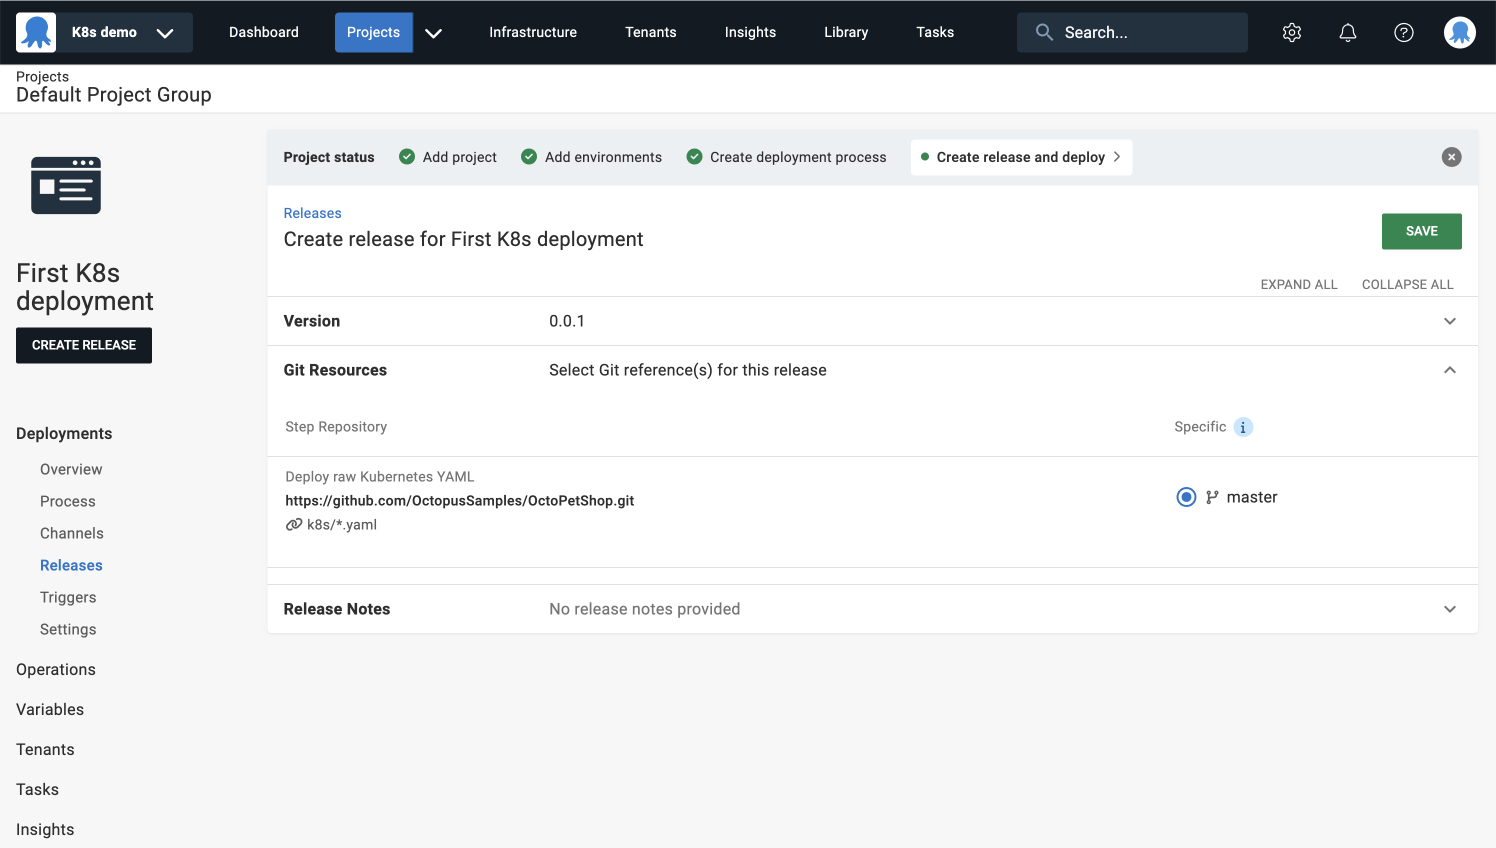 K8s demo
Dashboard
Projects
Infrastructure
Tenants
Insights
Library
Tasks
Search...
Projects
Default Project Group
First K8s
deployment
CREATE RELEASE
Deployments
Overview
Process
Channels
Releases
Triggers
Settings
Operations
Variables
Tenants
Tasks
Insights
Project status
Add project
Add environments
Create deployment process
Create release and deploy
Releases
Create release for First K8s deployment
SAVE
EXPAND ALL
COLLAPSE ALL
Version
0.0.1
Git Resources
Select Git reference(s) for this release
Step Repository
Specific
Deploy raw Kubernetes YAML
https://github.com/OctopusSamples/OctoPetShop.git
k8s/*.yaml
master
Release Notes
No release notes provided